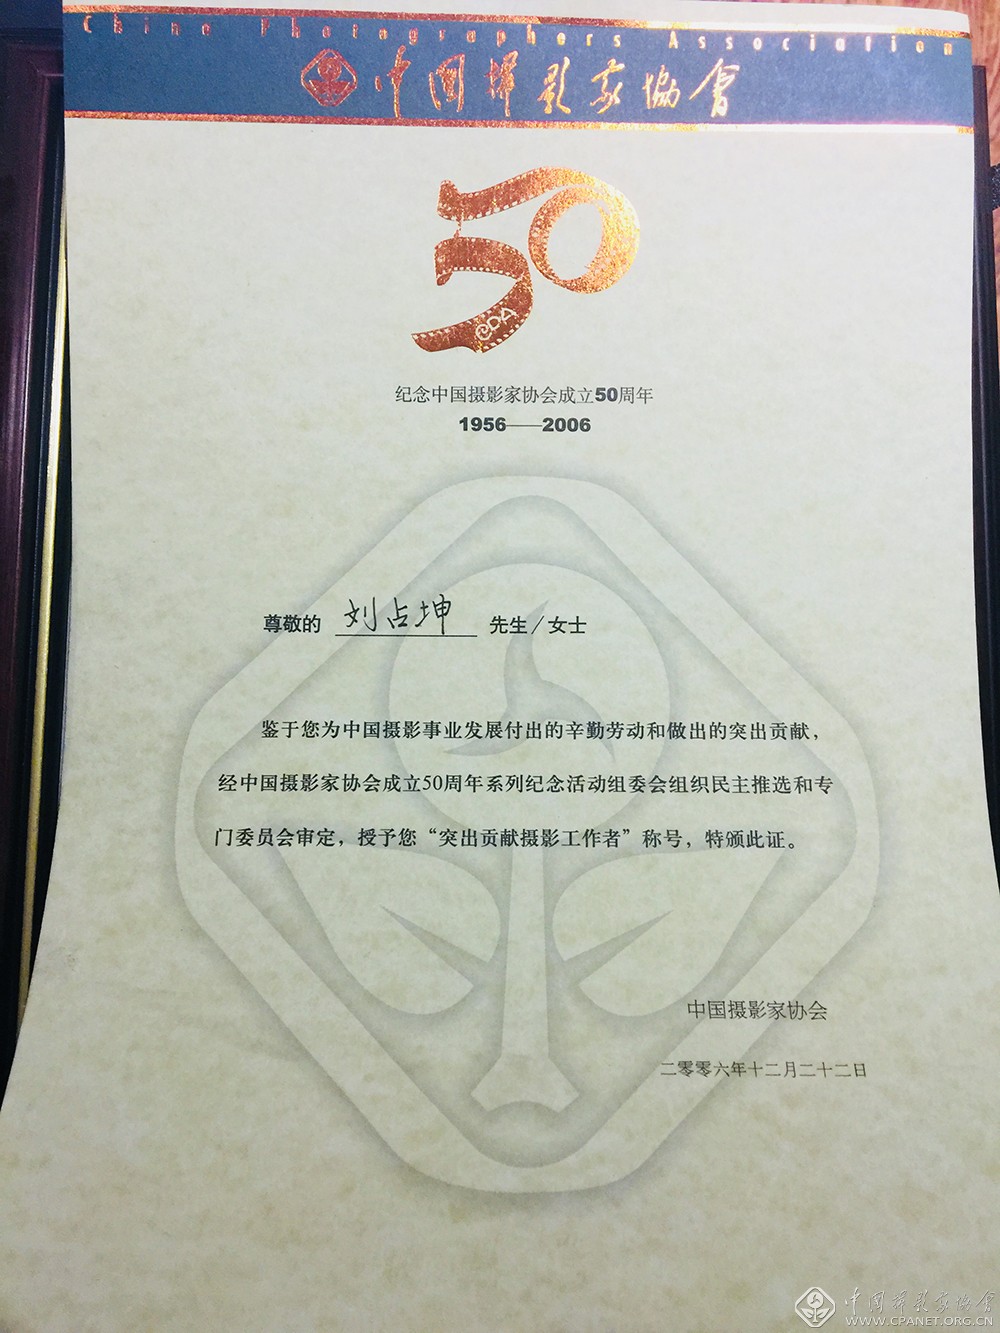 China Photographers Association
中国摄影家協會
50
CPA
纪念中国摄影家协会成立50周年
1956——2006
尊敬的 刘占坤 先生／女士
鉴于您为中国摄影事业发展付出的辛勤劳动和做出的突出贡献，
经中国摄影家协会成立50周年系列纪念活动组委会组织民主推选和专
门委员会审定，授予您“突出贡献摄影工作者”称号，特颁此证。
中国摄影家协会
二零零六年十二月二十二日
中国摄影家协會
WWW.CPANET.ORG.CN